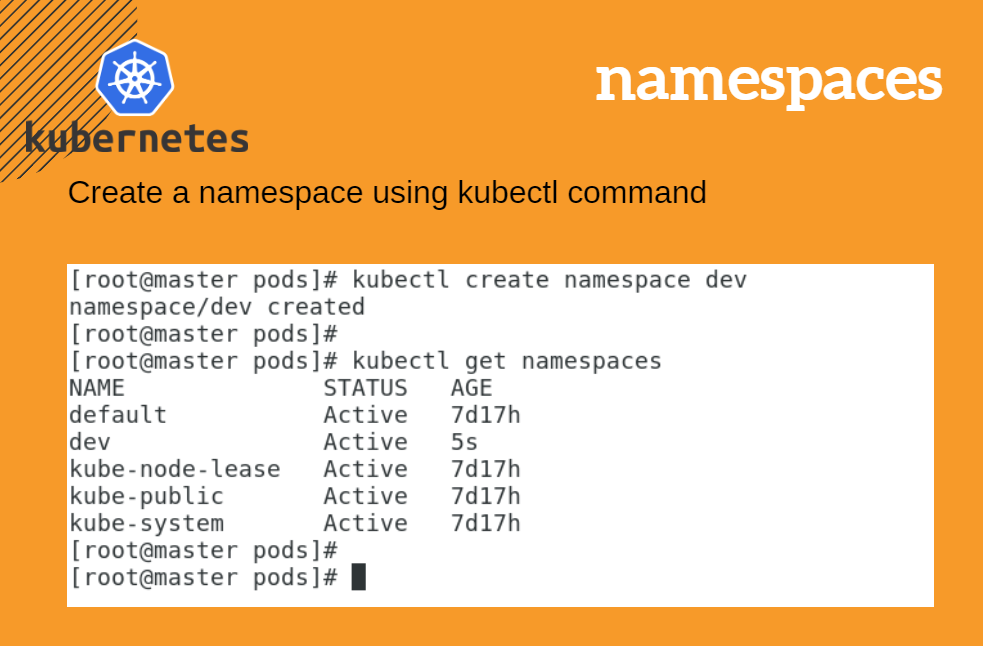 kubernetes
namespaces
Create a namespace using kubectl command
[root@master pods]# kubectl create namespace dev
namespace/dev created
[root@master pods]#
[root@master pods]# kubectl get namespaces
NAME              STATUS   AGE
default           Active   7d17h
dev               Active   5s
kube-node-lease   Active   7d17h
kube-public       Active   7d17h
kube-system       Active   7d17h
[root@master pods]#
[root@master pods]#